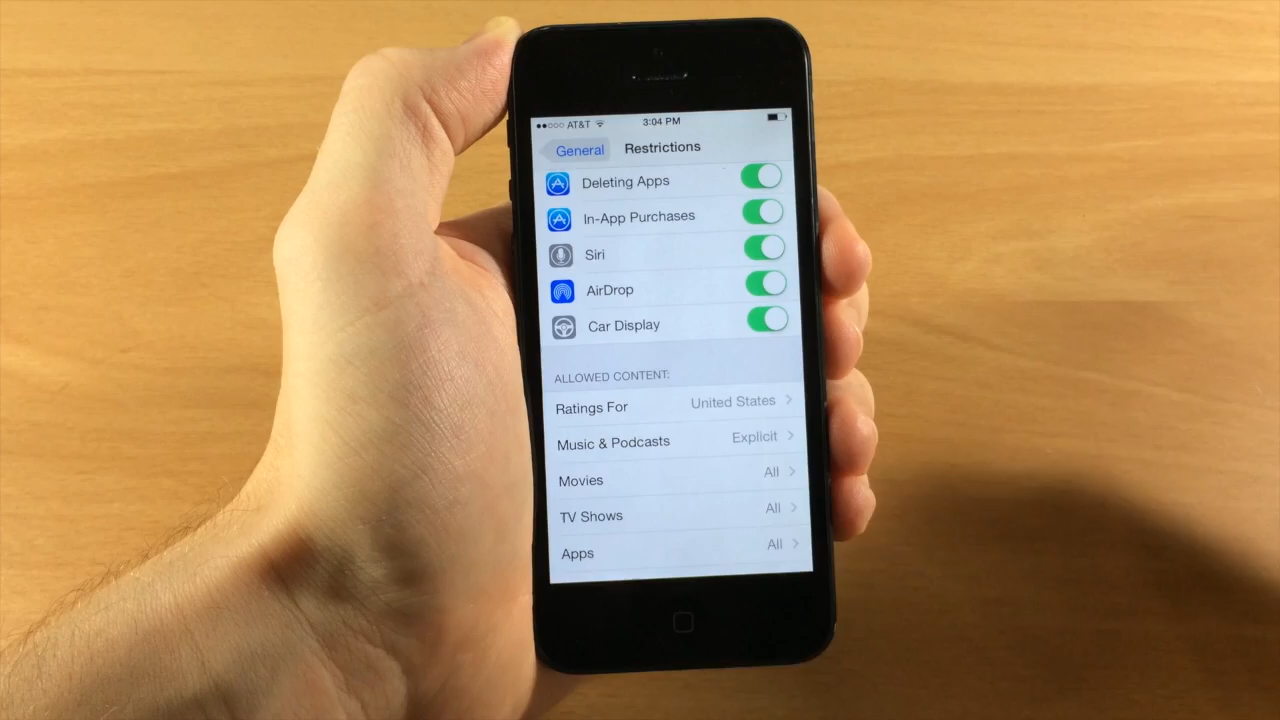 AT&T 3:04 PM
General Restrictions
Deleting Apps
In-App Purchases
Siri
AirDrop
Car Display
ALLOWED CONTENT:
Ratings For United States
Music & Podcasts Explicit
Movies All
TV Shows All
Apps All